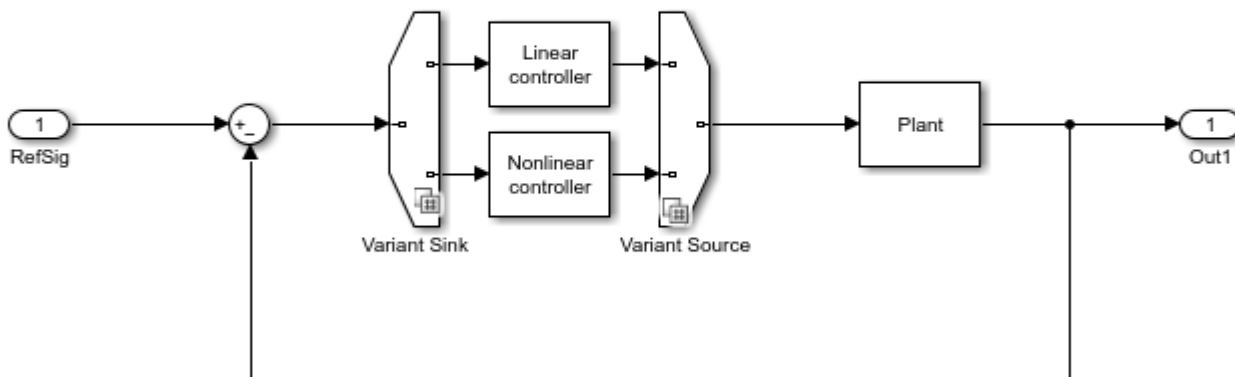 Linear
controller
1
RefSig
+
_
Nonlinear
controller
Plant
1
Out1
#
#
Variant Sink
Variant Source